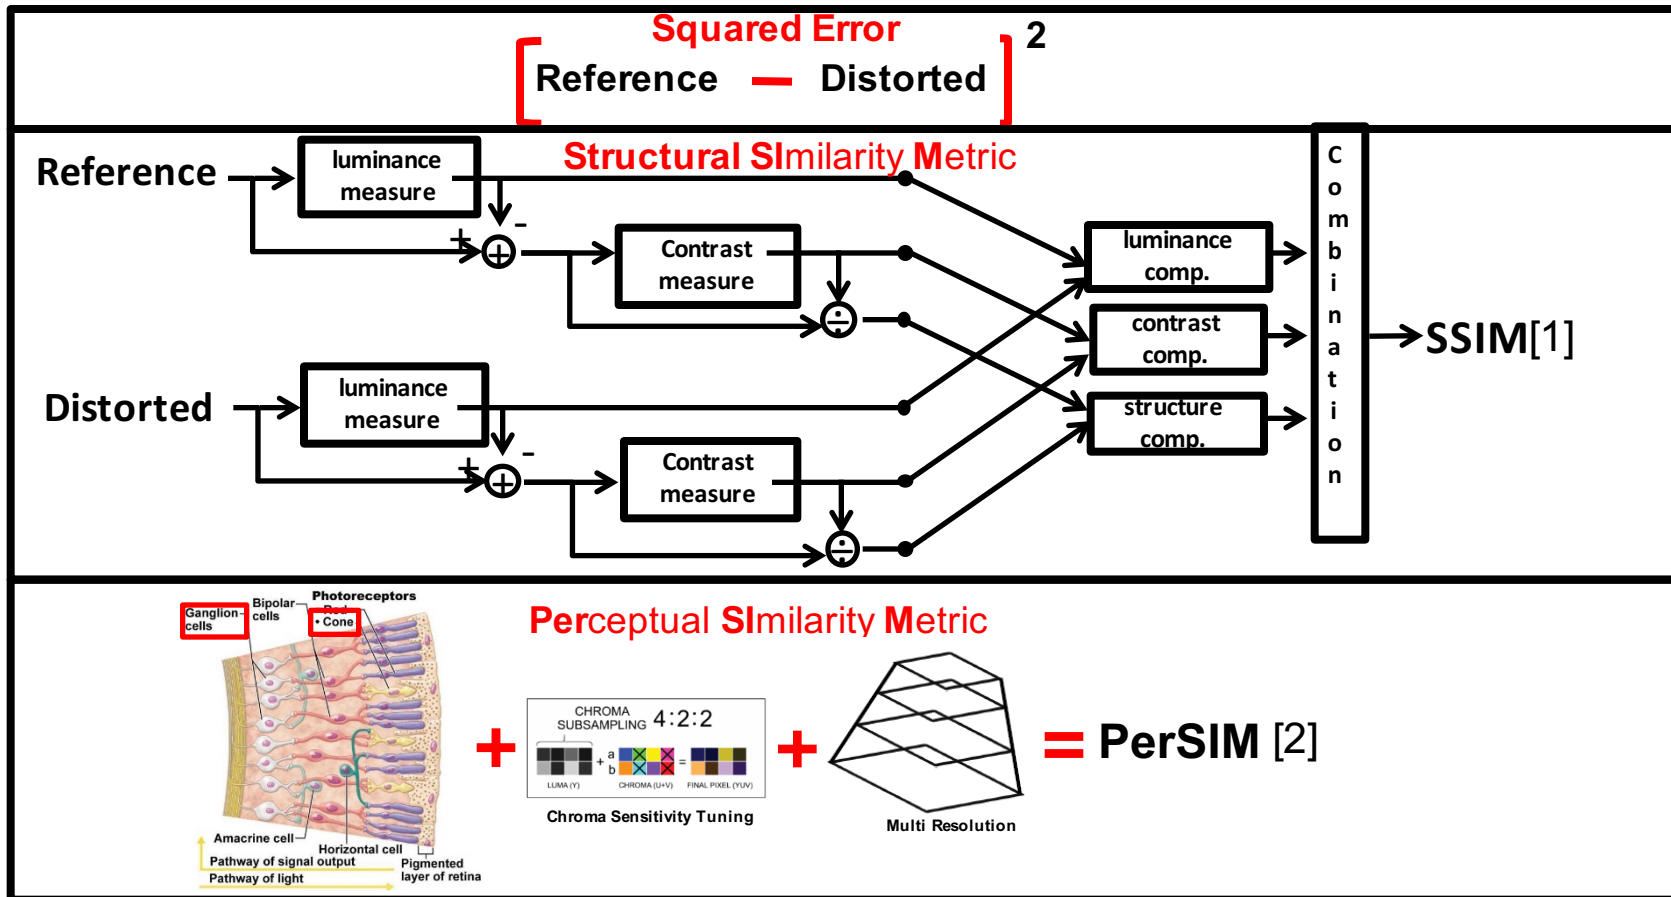 Squared Error
[Reference — Distorted]2
Structural SImilarity Metric
Reference
luminance
measure
-
+
+
Contrast
measure
÷
Distorted
luminance
measure
-
+
+
Contrast
measure
÷
luminance
comp.
contrast
comp.
structure
comp.
Combination
SSIM[1]
Perceptual SImilarity Metric
Ganglion
cells
Bipolar
cells
Photoreceptors
• Rod
• Cone
Amacrine cell
Horizontal cell
Pigmented
layer of retina
Pathway of signal output
Pathway of light
+
CHROMA
SUBSAMPLING 4:2:2
+
a
b
=
LUMA (Y)
CHROMA (U+V)
FINAL PIXEL (YUV)
Chroma Sensitivity Tuning
+
Multi Resolution
= PerSIM [2]